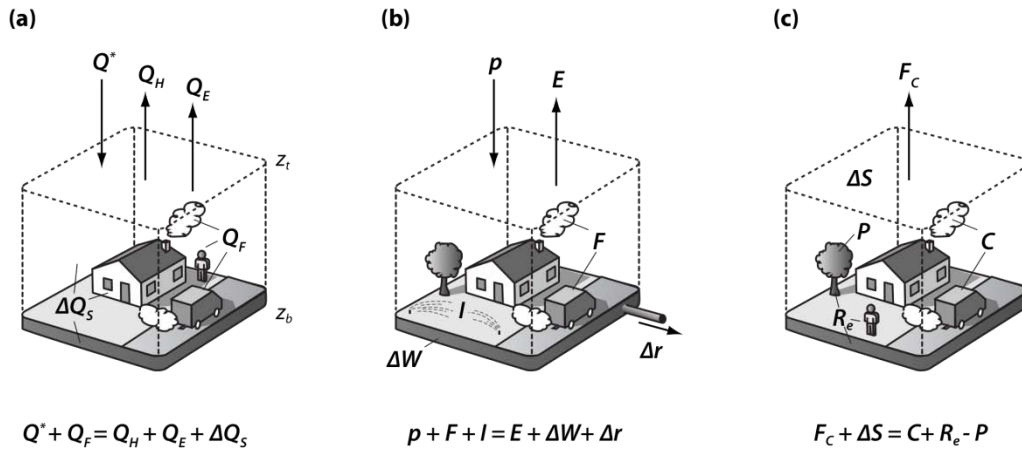 (a)
Q*
Q_H
Q_E
z_t
Q_F
ΔQ_S
z_b
Q* + Q_F = Q_H + Q_E + ΔQ_S
(b)
p
E
F
I
ΔW
Δr
p + F + I = E + ΔW + Δr
(c)
F_C
ΔS
P
C
R_e
F_C + ΔS = C + R_e - P